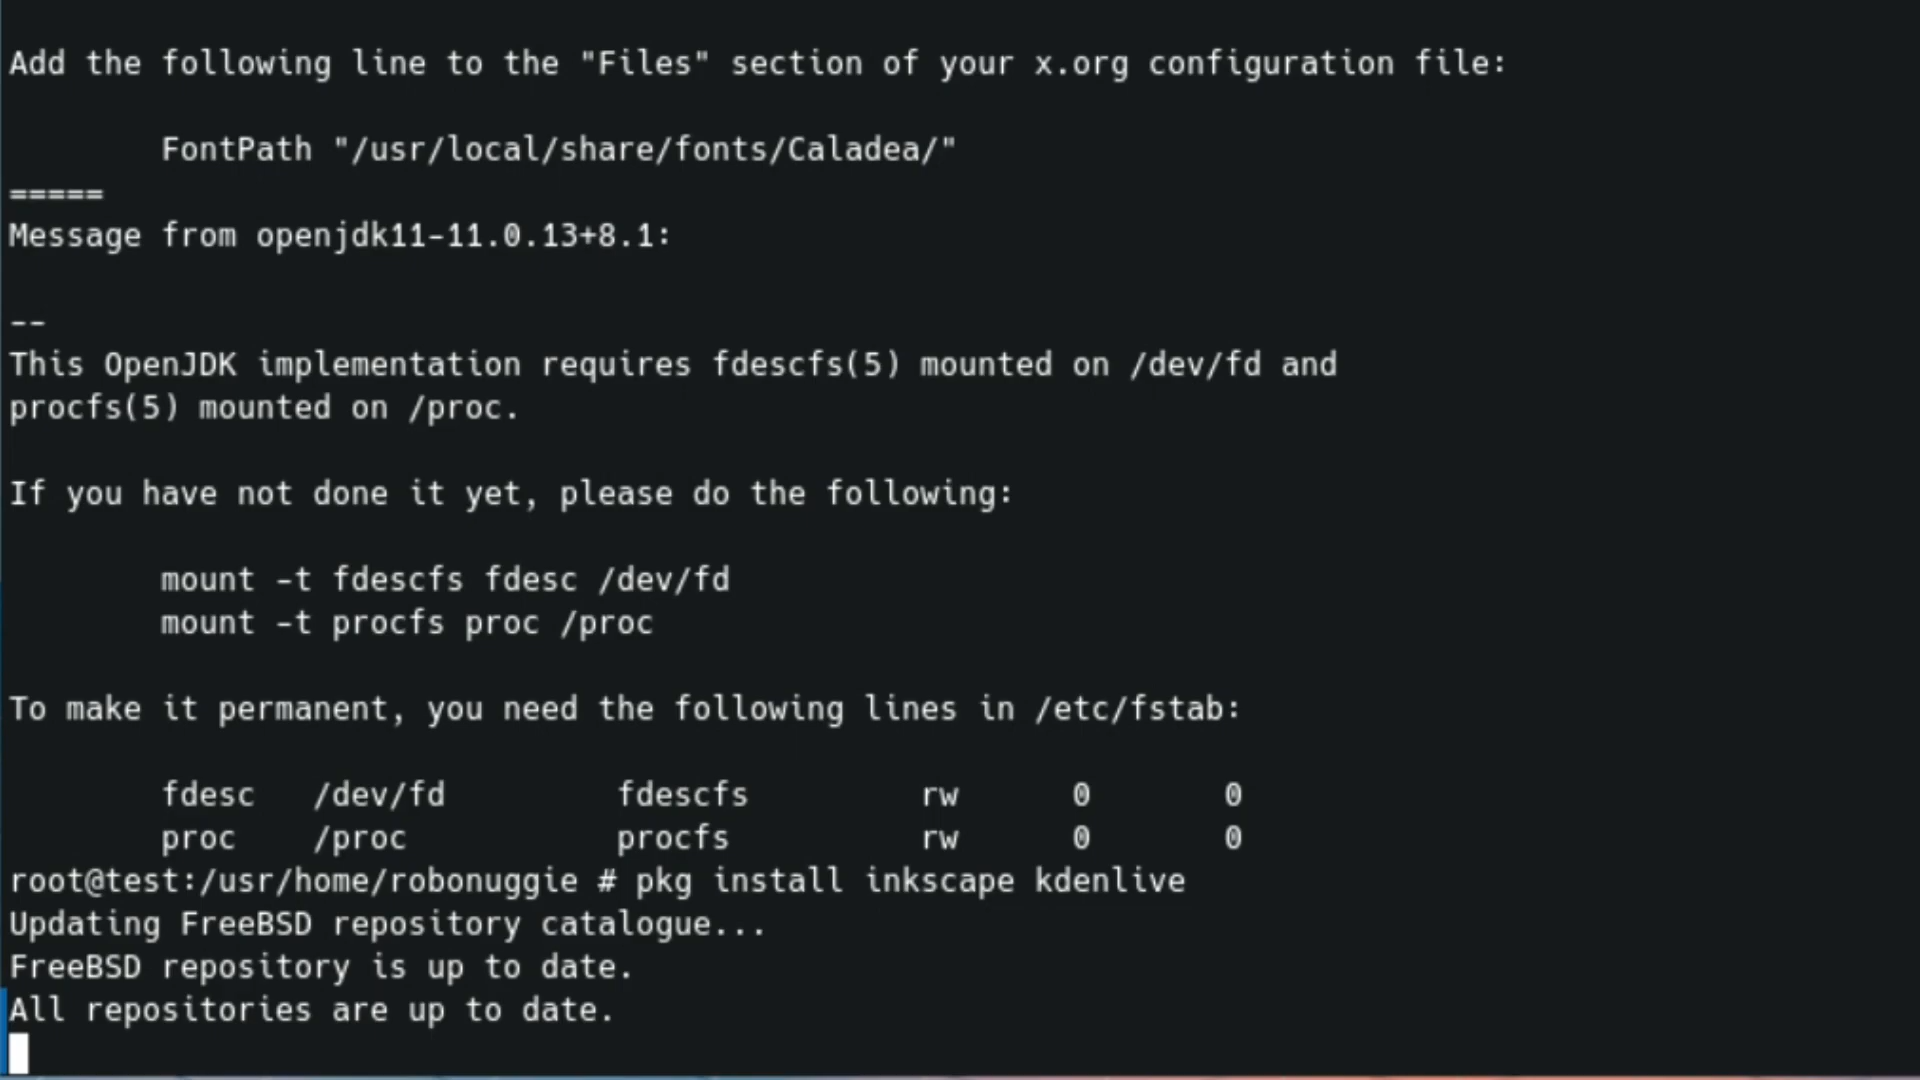 Add the following line to the "Files" section of your x.org configuration file:
FontPath "/usr/local/share/fonts/Caladea/"
=====
Message from openjdk11-11.0.13+8.1:
--
This OpenJDK implementation requires fdescfs(5) mounted on /dev/fd and
procfs(5) mounted on /proc.
If you have not done it yet, please do the following:
mount -t fdescfs fdesc /dev/fd
mount -t procfs proc /proc
To make it permanent, you need the following lines in /etc/fstab:
fdesc /dev/fd fdescfs rw 0 0
proc /proc procfs rw 0 0
root@test:/usr/home/robonuggie # pkg install inkscape kdenlive
Updating FreeBSD repository catalogue...
FreeBSD repository is up to date.
All repositories are up to date.